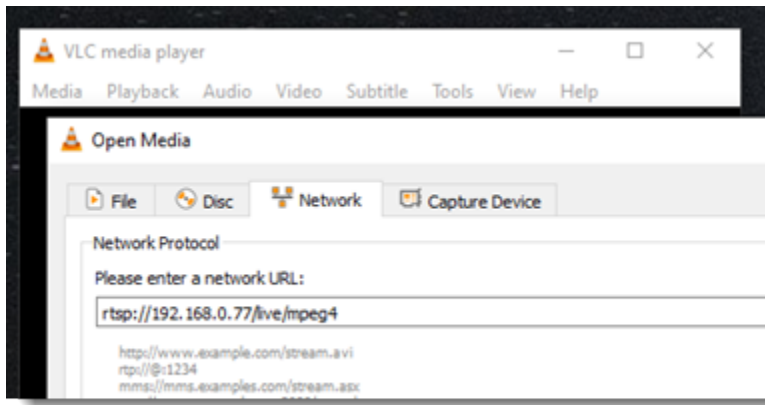 VLC media player
Media Playback Audio Video Subtitle Tools View Help
Open Media
File Disc Network Capture Device
Network Protocol
Please enter a network URL:
rtsp://192.168.0.77/live/mpeg4
http://www.example.com/stream.avi
rtp://@:1234
mms://mms.examples.com/stream.asx